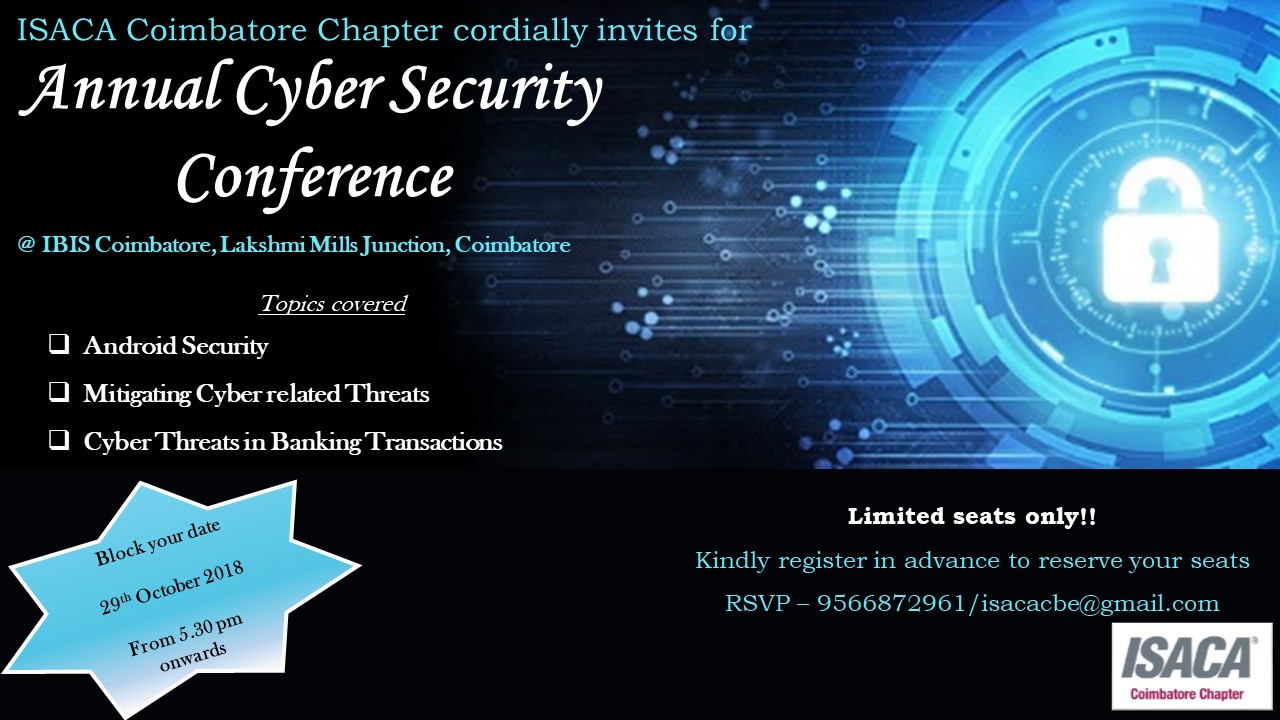 ISACA Coimbatore Chapter cordially invites for
Annual Cyber Security
Conference
@ IBIS Coimbatore, Lakshmi Mills Junction, Coimbatore
Topics covered
❑ Android Security
❑ Mitigating Cyber related Threats
❑ Cyber Threats in Banking Transactions
Block your date
29th October 2018
From 5.30 pm
onwards
Limited seats only!!
Kindly register in advance to reserve your seats
RSVP – 9566872961/isacacbe@gmail.com
ISACA®
Coimbatore Chapter